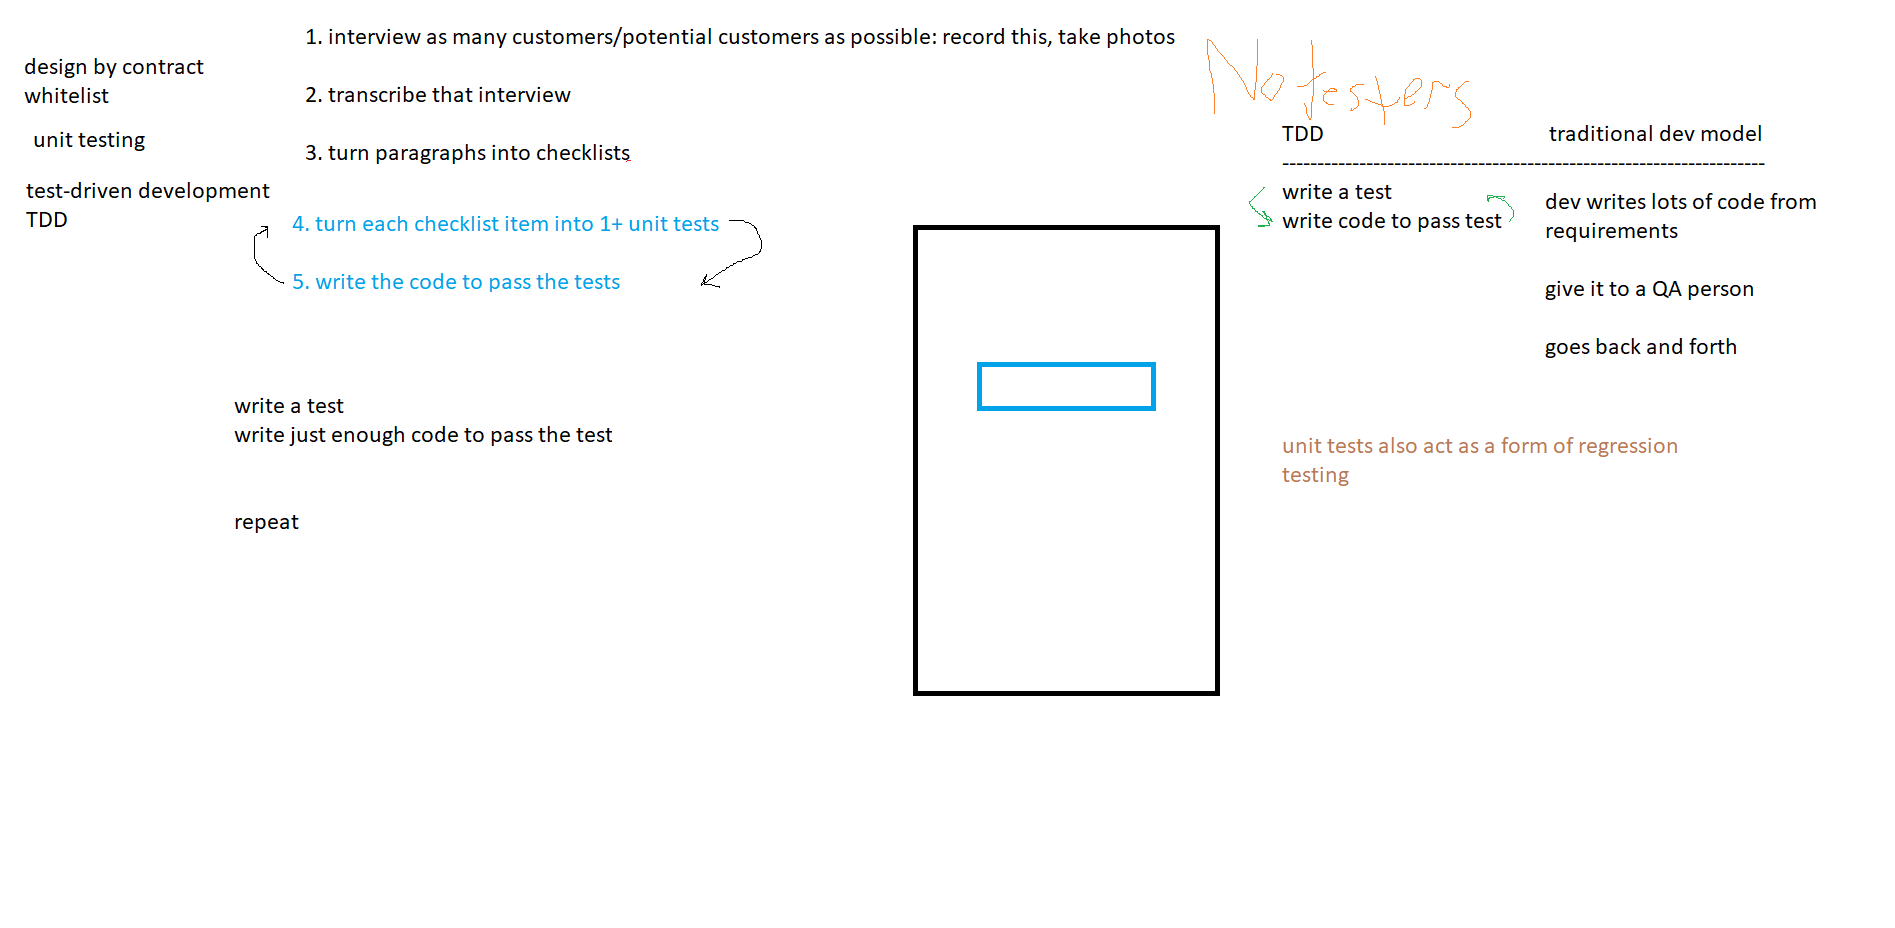 design by contract
whitelist
unit testing
test-driven development
TDD
1. interview as many customers/potential customers as possible: record this, take photos
2. transcribe that interview
3. turn paragraphs into checklists
4. turn each checklist item into 1+ unit tests
5. write the code to pass the tests
write a test
write just enough code to pass the test
repeat
No testers
TDD
traditional dev model
--------------------------------------------------------------------
write a test
write code to pass test
dev writes lots of code from
requirements
give it to a QA person
goes back and forth
unit tests also act as a form of regression
testing